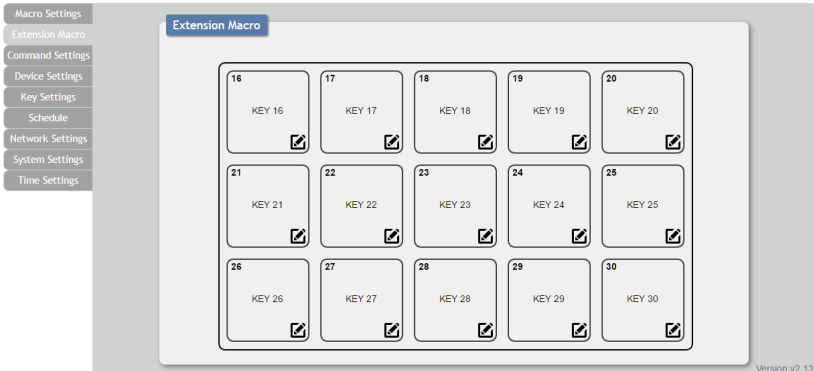 Macro Settings
Extension Macro
Command Settings
Device Settings
Key Settings
Schedule
Network Settings
System Settings
Time Settings
Extension Macro
16
KEY 16
17
KEY 17
18
KEY 18
19
KEY 19
20
KEY 20
21
KEY 21
22
KEY 22
23
KEY 23
24
KEY 24
25
KEY 25
26
KEY 26
27
KEY 27
28
KEY 28
29
KEY 29
30
KEY 30
Version v2.13